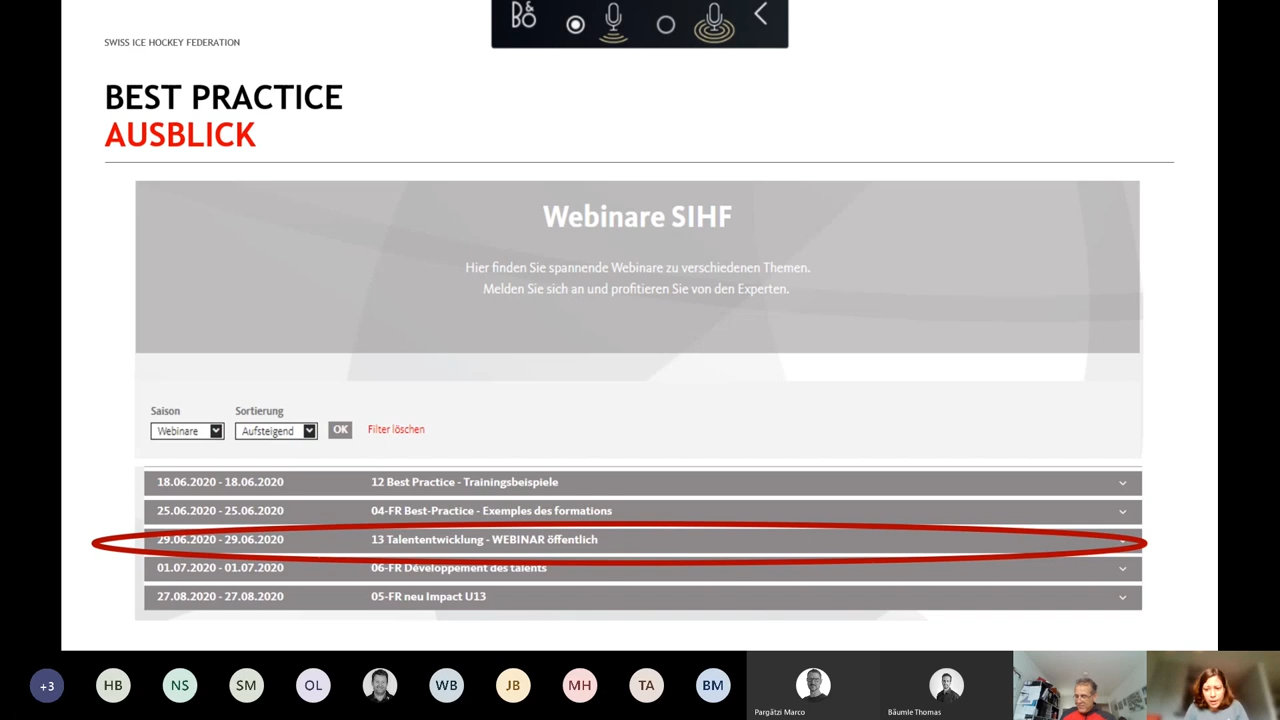 B&O
SWISS ICE HOCKEY FEDERATION
BEST PRACTICE
AUSBLICK
Webinare SIHF
Hier finden Sie spannende Webinare zu verschiedenen Themen.
Melden Sie sich an und profitieren Sie von den Experten.
Saison Sortierung
Webinare Aufsteigend OK Filter löschen
18.06.2020 - 18.06.2020 12 Best Practice - Trainingsbeispiele
25.06.2020 - 25.06.2020 04-FR Best-Practice - Exemples des formations
29.06.2020 - 29.06.2020 13 Talententwicklung - WEBINAR öffentlich
01.07.2020 - 01.07.2020 06-FR Développement des talents
27.08.2020 - 27.08.2020 05-FR neu Impact U13
+3 HB NS SM OL WB JB MH TA BM
Pargätzi Marco Bäumle Thomas